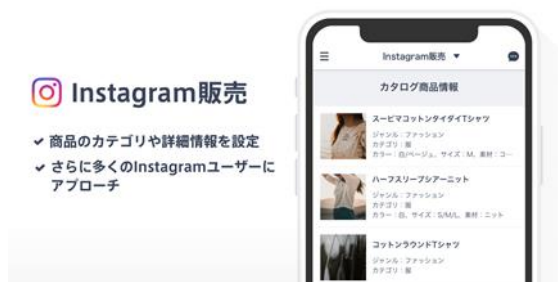 Instagram販売
商品のカテゴリや詳細情報を設定
さらに多くのInstagramユーザーに
アプローチ
Instagram販売 ▼
カタログ商品情報
スーピマコットンタイダイTシャツ
ジャンル：ファッション
カテゴリ：服
カラー：白/ベージュ、サイズ：M、素材：コ…
ハーフスリーブシアーニット
ジャンル：ファッション
カテゴリ：服
カラー：白、サイズ：S/M/L、素材：ニット
コットンラウンドTシャツ
ジャンル：ファッション
カテゴリ：服